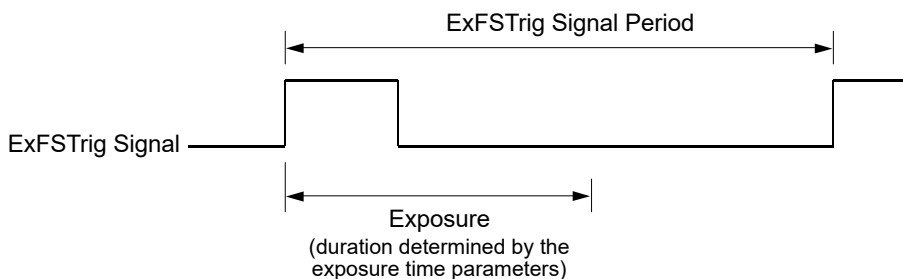 ExFSTrig Signal Period
ExFSTrig Signal
Exposure
(duration determined by the
exposure time parameters)